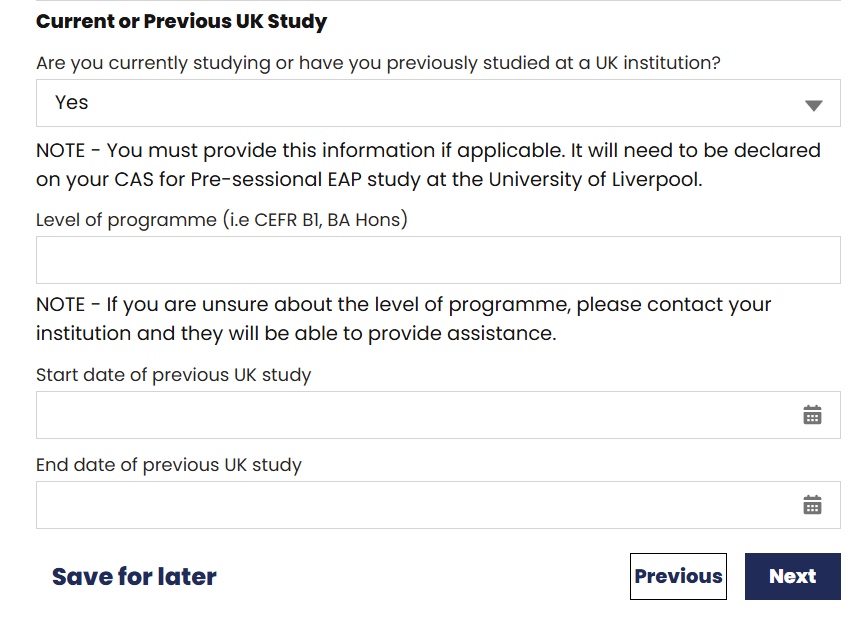 Current or Previous UK Study
Are you currently studying or have you previously studied at a UK institution?
Yes
NOTE - You must provide this information if applicable. It will need to be declared
on your CAS for Pre-sessional EAP study at the University of Liverpool.
Level of programme (i.e CEFR B1, BA Hons)
NOTE - If you are unsure about the level of programme, please contact your
institution and they will be able to provide assistance.
Start date of previous UK study
End date of previous UK study
Save for later
Previous
Next